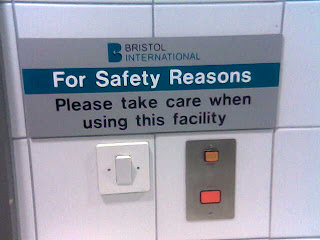 BRISTOL
INTERNATIONAL
For Safety Reasons
Please take care when
using this facility